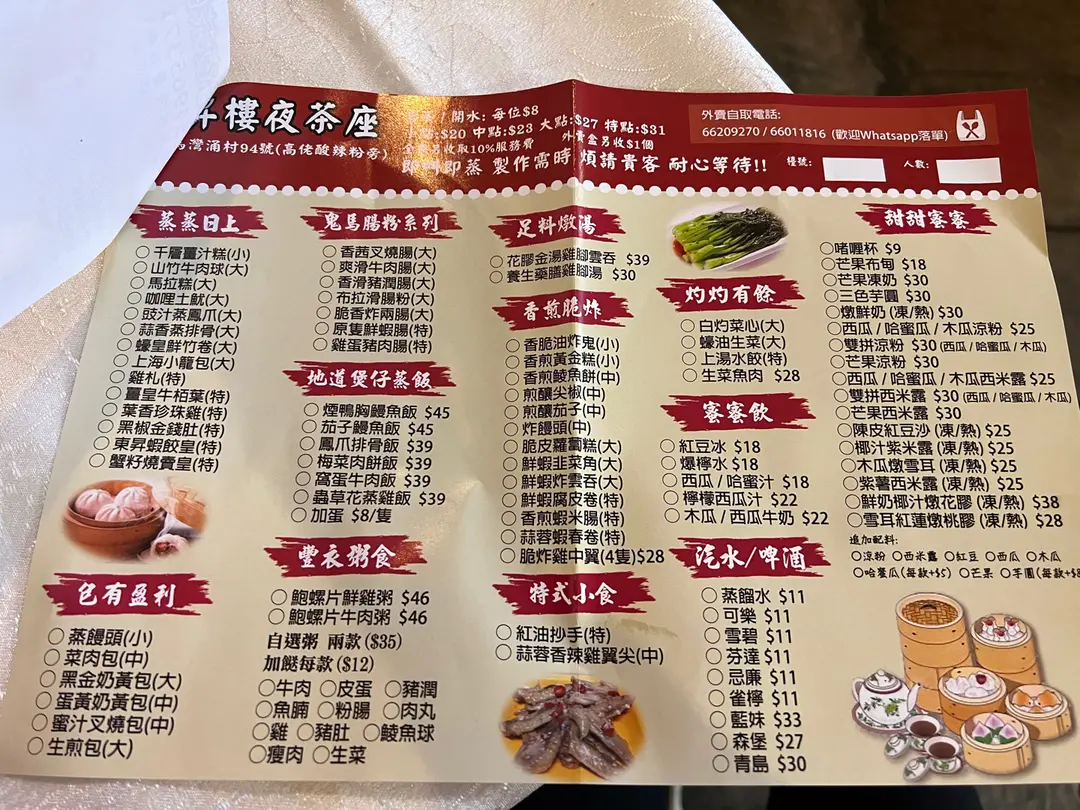 樓夜茶座
灣涌村94號(高佬酸辣粉旁)
/ 開水: 每位$8
$20 中點:$23 大點:$27 特點:$31
另收取10%服務費 外賣盒另收$1個
即蒸 製作需時 煩請貴客 耐心等待!!
外賣自取電話:
66209270 / 66011816 (歡迎Whatsapp落單)
檯號:
人數:
蒸蒸日上
千層薑汁糕(小)
山竹牛肉球(大)
馬拉糕(大)
咖哩土魷(大)
豉汁蒸鳳爪(大)
蒜香蒸排骨(大)
蠔皇鮮竹卷(大)
上海小籠包(大)
雞札(特)
薑皇牛栢葉(特)
葉香珍珠雞(特)
黑椒金錢肚(特)
東昇蝦餃皇(特)
蟹籽燒賣皇(特)
包有盈利
蒸饅頭(小)
菜肉包(中)
黑金奶黃包(大)
蛋黃奶黃包(中)
蜜汁叉燒包(中)
生煎包(大)
鬼馬腸粉系列
香茜叉燒腸(大)
爽滑牛肉腸(大)
香滑豬潤腸(大)
布拉滑腸粉(大)
脆香炸兩腸(大)
原隻鮮蝦腸(特)
雞蛋豬肉腸(特)
地道煲仔蒸飯
煙鴨胸鰻魚飯 $45
茄子鰻魚飯 $45
鳳爪排骨飯 $39
梅菜肉餅飯 $39
窩蛋牛肉飯 $39
蟲草花蒸雞飯 $39
加蛋 $8/隻
豐衣粥食
鮑螺片鮮雞粥 $46
鮑螺片牛肉粥 $46
自選粥 兩款($35)
加餸每款($12)
牛肉 皮蛋 豬潤
魚腩 粉腸 肉丸
雞 豬肚 鯪魚球
瘦肉 生菜
足料燉湯
花膠金湯雞腳雲吞 $39
養生藥膳雞腳湯 $30
香煎脆炸
香脆油炸鬼(小)
香煎黃金糕(小)
香煎鯪魚餅(中)
煎釀尖椒(中)
煎釀茄子(中)
炸饅頭(中)
脆皮蘿蔔糕(大)
鮮蝦韭菜角(大)
鮮蝦炸雲吞(大)
鮮蝦腐皮卷(特)
香煎蝦米腸(特)
蒜蓉蝦春卷(特)
脆炸雞中翼(4隻)$28
特式小食
紅油抄手(特)
蒜蓉香辣雞翼尖(中)
灼灼有餘
白灼菜心(大)
蠔油生菜(大)
上湯水餃(特)
生菜魚肉 $28
蜜蜜飲
紅豆冰 $18
爆檸水 $18
西瓜 / 哈蜜汁 $18
檸檬西瓜汁 $22
木瓜 / 西瓜牛奶 $22
汽水/啤酒
蒸餾水 $11
可樂 $11
雪碧 $11
芬達 $11
忌廉 $11
雀檸 $11
藍妹 $33
森堡 $27
青島 $30
甜甜蜜蜜
啫喱杯 $9
芒果布甸 $18
芒果凍奶 $30
三色芋圓 $30
燉鮮奶 (凍/熱) $30
西瓜 / 哈蜜瓜 / 木瓜涼粉 $25
雙拼涼粉 $30 (西瓜 / 哈蜜瓜 / 木瓜)
芒果涼粉 $30
西瓜 / 哈蜜瓜 / 木瓜西米露 $25
雙拼西米露 $30 (西瓜 / 哈蜜瓜 / 木瓜)
芒果西米露 $30
陳皮紅豆沙 (凍/熱) $25
椰汁紫米露 (凍/熱) $25
木瓜燉雪耳 (凍/熱) $25
紫薯西米露 (凍/熱) $25
鮮奶椰汁燉花膠 (凍/熱) $38
雪耳紅蓮燉桃膠 (凍/熱) $28
追加配料:
涼粉 西米露 紅豆 西瓜 木瓜
哈蜜瓜(每款+$5) 芒果 芋圓(每款+$8